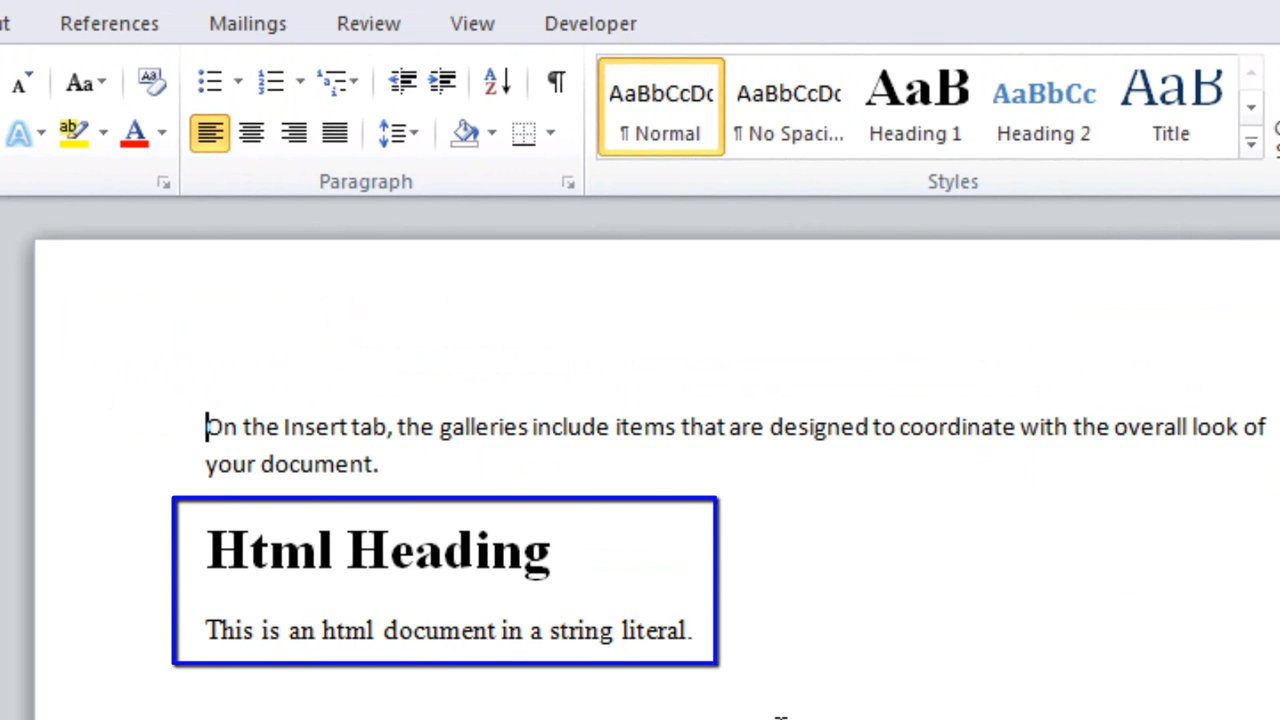 References Mailings Review View Developer
Aa
AaBbCcDc AaBbCcDc AaB AaBbCc AaB
¶ Normal ¶ No Spaci... Heading 1 Heading 2 Title
Paragraph Styles
On the Insert tab, the galleries include items that are designed to coordinate with the overall look of
your document.
Html Heading
This is an html document in a string literal.